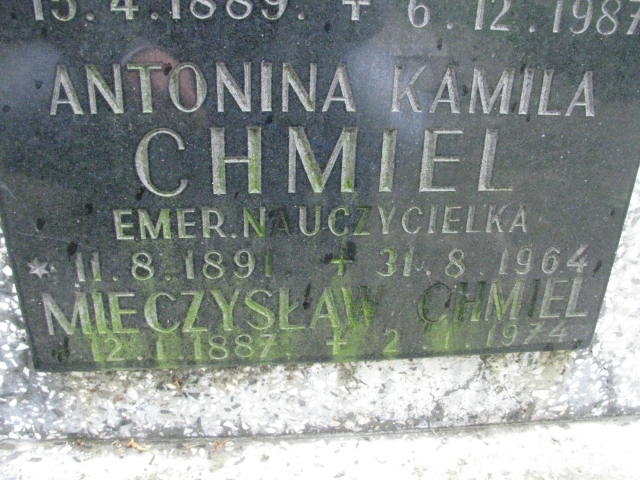 15.4.1889. + 6.12.1987
ANTONINA KAMILA
CHMIEL
EMER. NAUCZYCIELKA
* 11.8.1891 + 31.8.1964
MIECZYSŁAW CHMIEL
12.1.1887. + 2.1.1974